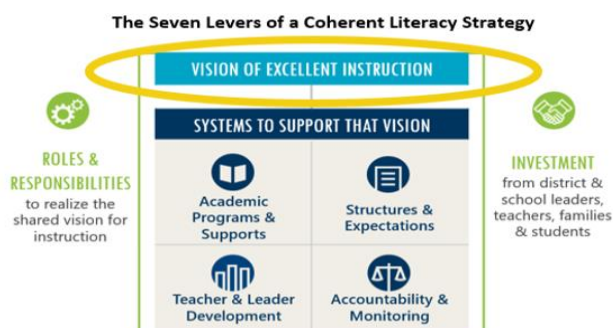 The Seven Levers of a Coherent Literacy Strategy
VISION OF EXCELLENT INSTRUCTION
SYSTEMS TO SUPPORT THAT VISION
ROLES &
RESPONSIBILITIES
to realize the
shared vision for
instruction
Academic
Programs &
Supports
Structures &
Expectations
Teacher & Leader
Development
Accountability &
Monitoring
INVESTMENT
from district &
school leaders,
teachers, families
& students